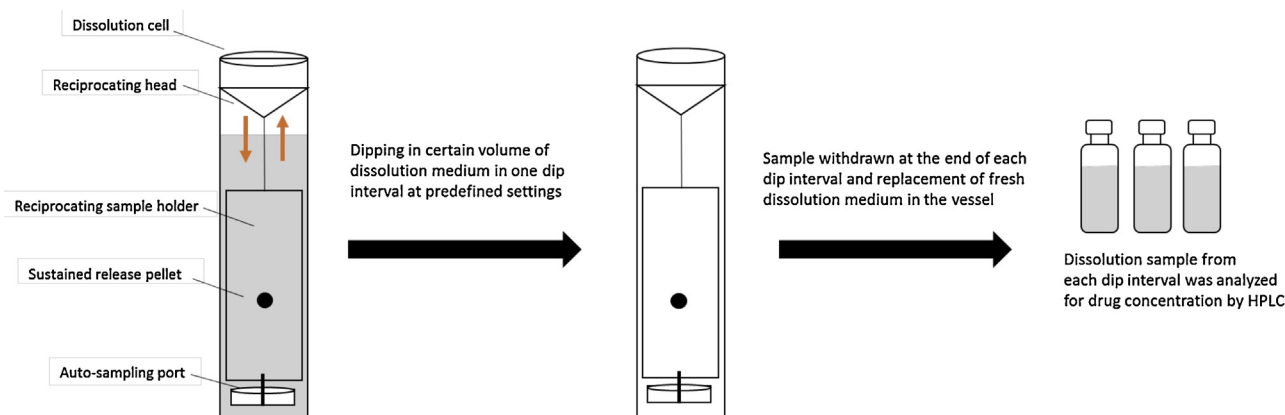 Dissolution cell
Reciprocating head
Reciprocating sample holder
Sustained release pellet
Auto-sampling port
Dipping in certain volume of
dissolution medium in one dip
interval at predefined settings
Sample withdrawn at the end of each
dip interval and replacement of fresh
dissolution medium in the vessel
Dissolution sample from
each dip interval was analyzed
for drug concentration by HPLC